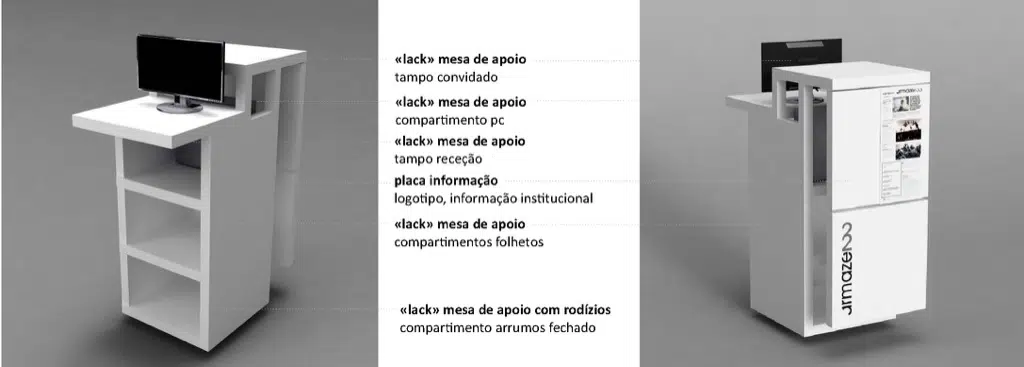 «lack» mesa de apoio
tampo convidado
«lack» mesa de apoio
compartimento pc
«lack» mesa de apoio
tampo receção
placa informação
logotipo, informação institucional
«lack» mesa de apoio
compartimentos folhetos
«lack» mesa de apoio com rodízios
compartimento arrumos fechado